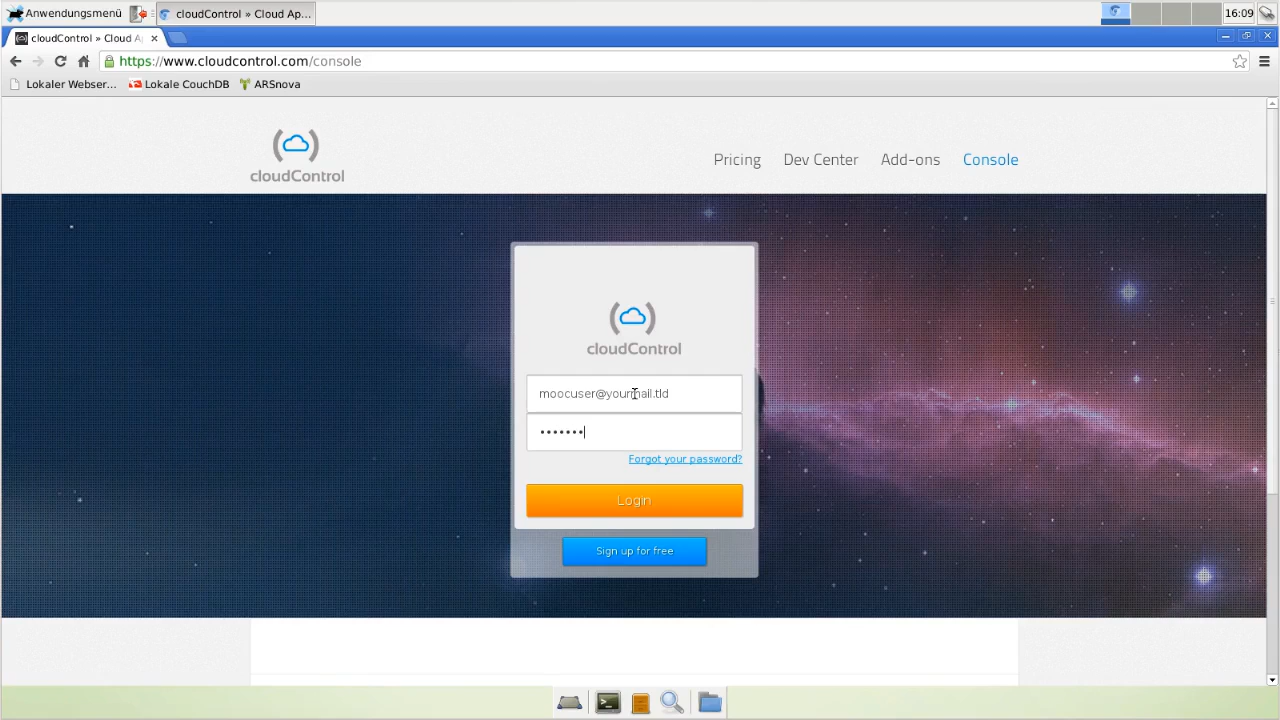 Anwendungsmenü
cloudControl » Cloud Ap...
16:09
cloudControl » Cloud A
https://www.cloudcontrol.com/console
Lokaler Webser... Lokale CouchDB ARSnova
cloudControl
Pricing Dev Center Add-ons Console
cloudControl
moocuser@yourmail.tld
•••••••
Forgot your password?
Login
Sign up for free